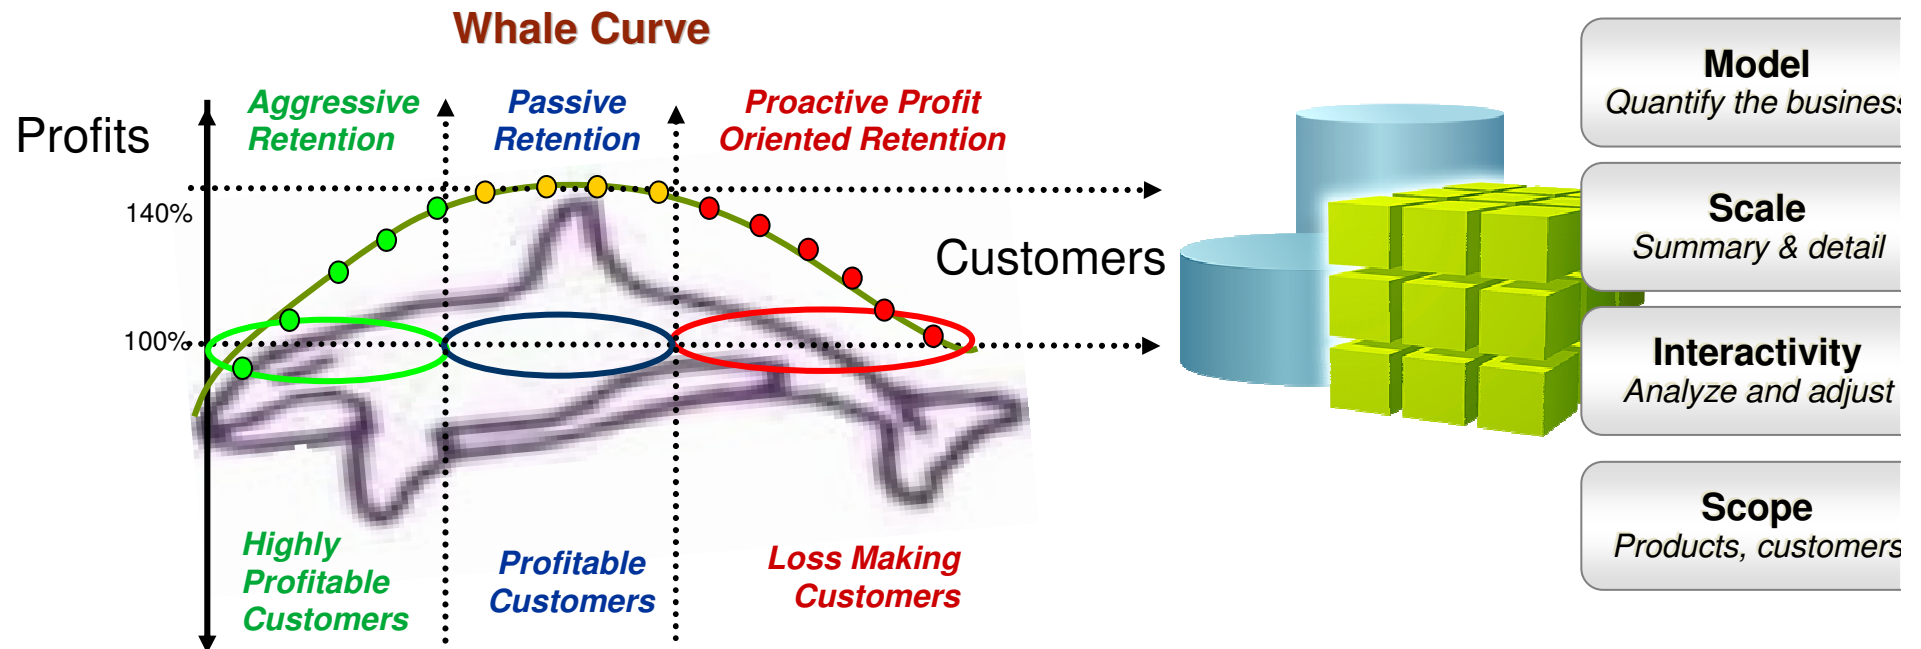 Whale Curve
Profits
Aggressive
Retention
Passive
Retention
Proactive Profit
Oriented Retention
140%
100%
Customers
Highly
Profitable
Customers
Profitable
Customers
Loss Making
Customers
Model
Quantify the business
Scale
Summary & detail
Interactivity
Analyze and adjust
Scope
Products, customers